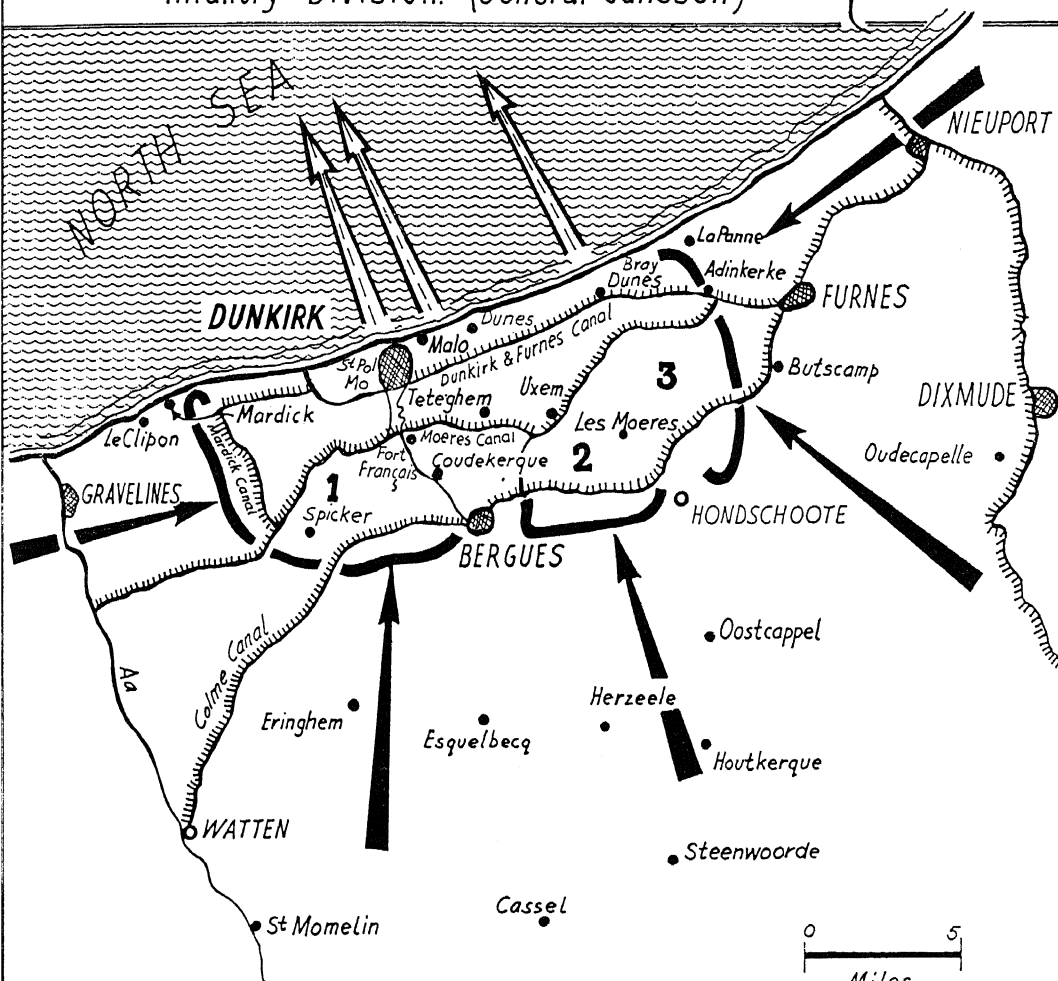 Infantry Division. (General Janssen)
NORTH SEA
NIEUPORT
La Panne
Bray
Dunes
Adinkerke
FURNES
DUNKIRK
Dunes
Malo
Dunkirk & Furnes Canal
St Pol
Mo
Teteghem
Uxem
3
Butscamp
DIXMUDE
Mardick
Le Clipon
Mardick Canal
Moeres Canal
Les Moeres
Fort
Français
Coudekerque
2
Oudecapelle
GRAVELINES
1
Spicker
HONDSCHOOTE
BERGUES
Oostcappel
Colme Canal
Aa
Eringhem
Esquelbecq
Herzeele
Houtkerque
WATTEN
Steenwoorde
Cassel
St Momelin
0 5
Miles